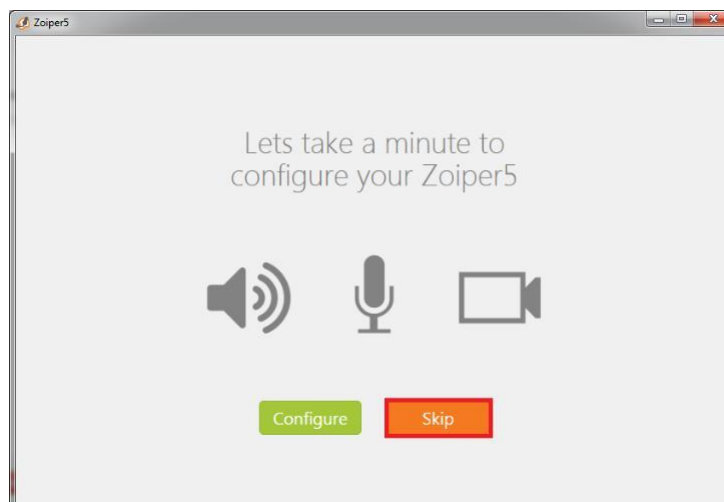 Zoiper5
Lets take a minute to
configure your Zoiper5
Configure
Skip